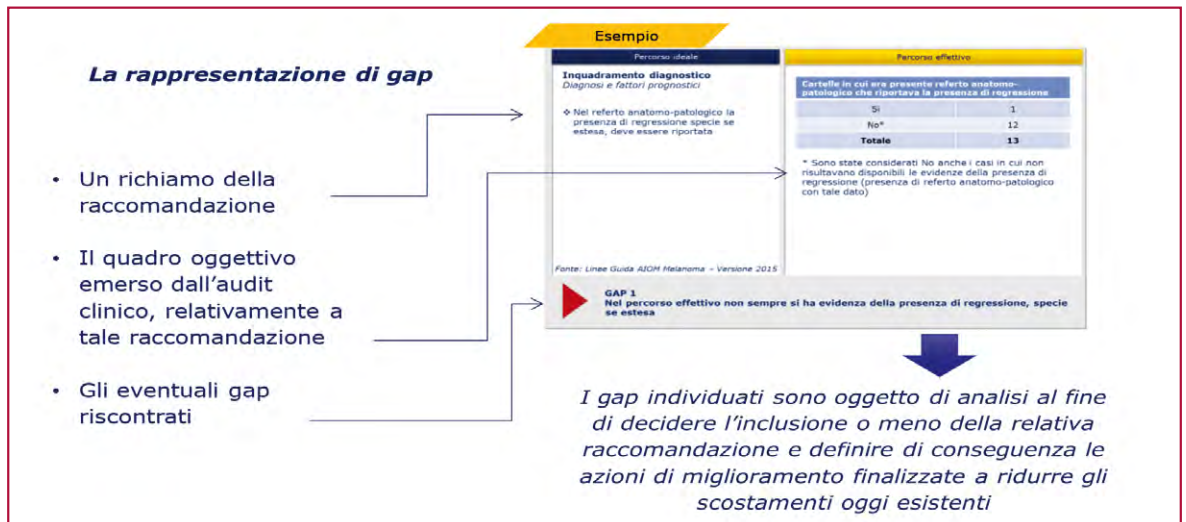 La rappresentazione di gap
• Un richiamo della
raccomandazione
• Il quadro oggettivo
emerso dall'audit
clinico, relativamente a
tale raccomandazione
• Gli eventuali gap
riscontrati
Esempio
Percorso ideale
Inquadramento diagnostico
Diagnosi e fattori prognostici
❖ Nel referto anatomo-patologico la
presenza di regressione specie se
estesa, deve essere riportata
Fonte: Linee Guida AIOM Melanoma – Versione 2015
Percorso effettivo
Cartelle in cui era presente referto anatomo-
patologico che riportava la presenza di regressione
Si 1
No* 12
Totale 13
* Sono state considerati No anche i casi in cui non
risultavano disponibili le evidenze della presenza di
regressione (presenza di referto anatomo-patologico
con tale dato)
GAP 1
Nel percorso effettivo non sempre si ha evidenza della presenza di regressione, specie
se estesa
I gap individuati sono oggetto di analisi al fine
di decidere l'inclusione o meno della relativa
raccomandazione e definire di conseguenza le
azioni di miglioramento finalizzate a ridurre gli
scostamenti oggi esistenti